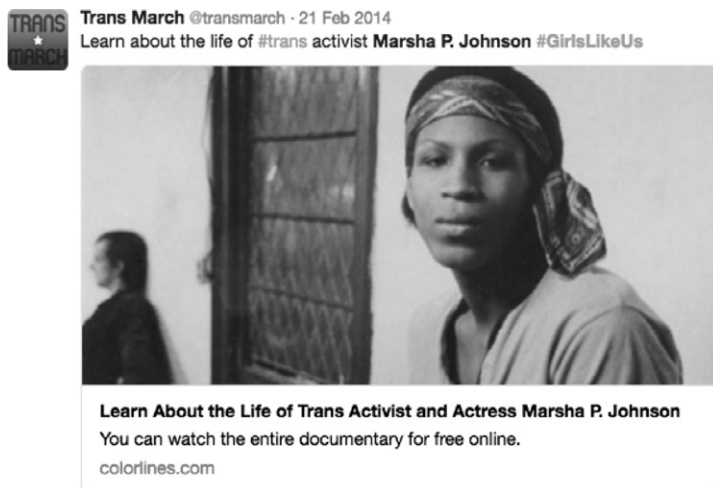 TRANS
MARCH
Trans March @transmarch · 21 Feb 2014
Learn about the life of #trans activist Marsha P. Johnson #GirlsLikeUs
Learn About the Life of Trans Activist and Actress Marsha P. Johnson
You can watch the entire documentary for free online.
colorlines.com